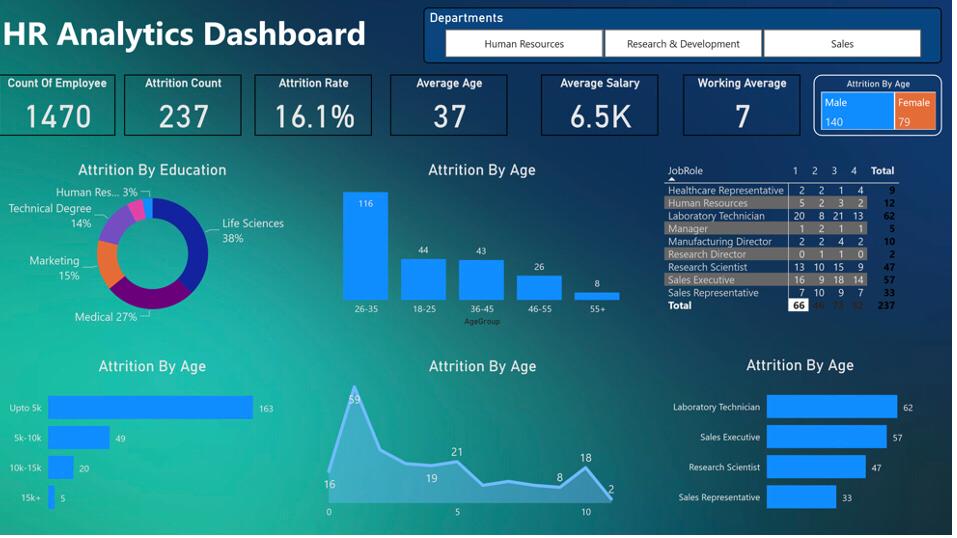 HR Analytics Dashboard
Departments
Human Resources
Research & Development
Sales
Count Of Employee
1470
Attrition Count
237
Attrition Rate
16.1%
Average Age
37
Average Salary
6.5K
Working Average
7
Attrition By Age
Male
140
Female
79
Attrition By Education
Human Res... 3%
Technical Degree
14%
Marketing
15%
Medical 27%
Life Sciences
38%
Attrition By Age
116
44
43
26
8
26-35 18-25 36-45 46-55 55+
AgeGroup
JobRole 1 2 3 4 Total
Healthcare Representative 2 2 1 4 9
Human Resources 5 2 3 2 12
Laboratory Technician 20 8 21 13 62
Manager 1 2 1 1 5
Manufacturing Director 2 2 4 2 10
Research Director 0 1 1 0 2
Research Scientist 13 10 15 9 47
Sales Executive 16 9 18 14 57
Sales Representative 7 10 9 7 33
Total 66 46 73 52 237
Attrition By Age
Upto 5k 163
5k-10k 49
10k-15k 20
15k+ 5
Attrition By Age
59
16
19
21
8
18
2
0 5 10
Attrition By Age
Laboratory Technician 62
Sales Executive 57
Research Scientist 47
Sales Representative 33